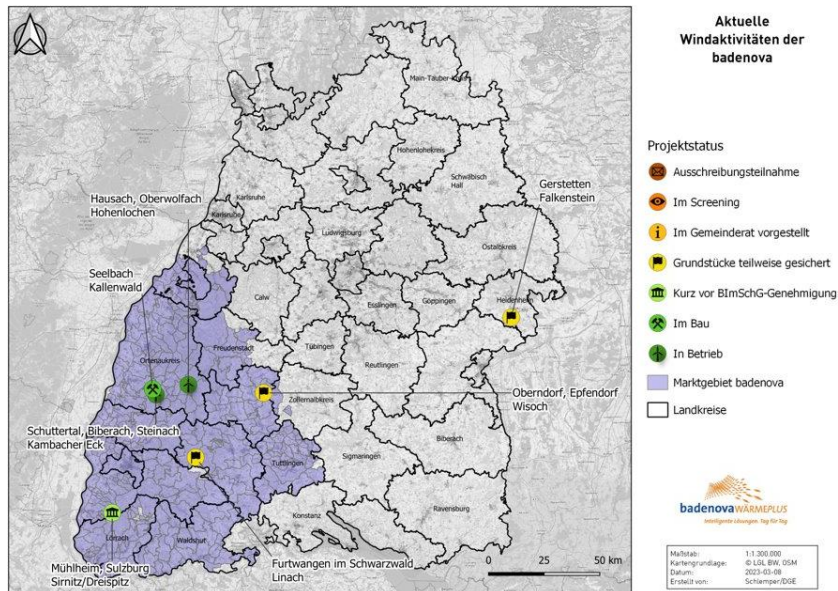 Aktuelle
Windaktivitäten der
badenova
Projektstatus
Ausschreibungsteilnahme
Im Screening
Im Gemeinderat vorgestellt
Grundstücke teilweise gesichert
Kurz vor BImSchG-Genehmigung
Im Bau
In Betrieb
Marktgebiet badenova
Landkreise
Main-Tauber-Kreis
Hohenlohekreis
Schwäbisch
Hall
Karlsruhe
Karlsruhe
Ludwigsburg
Ostalbkreis
Heidenheim
Göppingen
Esslingen
Calw
Tübingen
Reutlingen
Freudenstadt
Ortenaukreis
Zollernalbkreis
Biberach
Sigmaringen
Tuttlingen
Ravensburg
Konstanz
Waldshut
Lörrach
Hausach, Oberwolfach
Hohenlochen
Gerstetten
Falkenstein
Seelbach
Kallenwald
Oberndorf, Epfendorf
Wisoch
Schuttertal, Biberach, Steinach
Kambacher Eck
Furtwangen im Schwarzwald
Linach
Mühlheim, Sulzburg
Sirnitz/Dreispitz
0 25 50 km
badenovaWÄRMEPLUS
Intelligente Lösungen. Tag für Tag
Maßstab: 1:1.300.000
Kartengrundlage: © LGL BW, OSM
Datum: 2023-03-08
Erstellt von: Schlemper/DGE